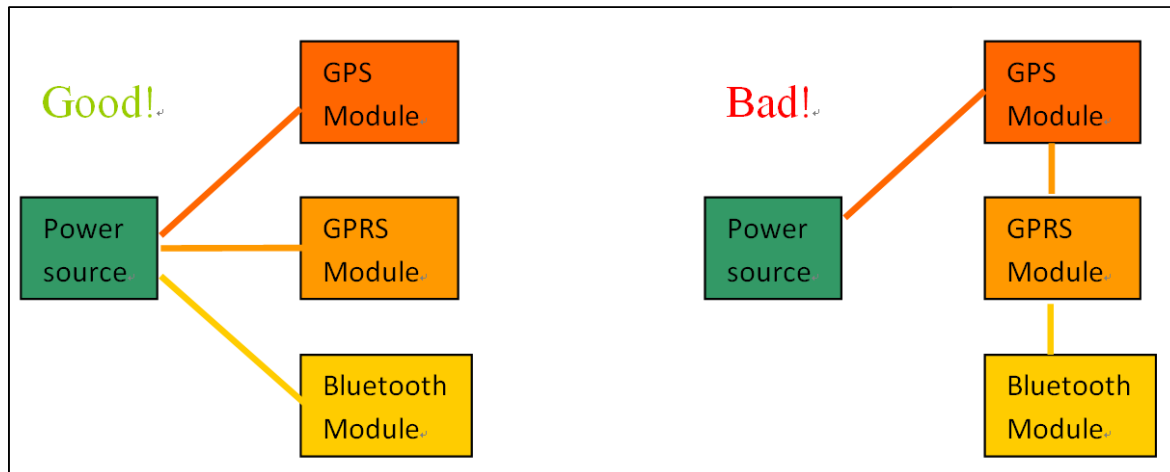 Good!
GPS
Module
Power
source
GPRS
Module
Bluetooth
Module
Bad!
GPS
Module
Power
source
GPRS
Module
Bluetooth
Module